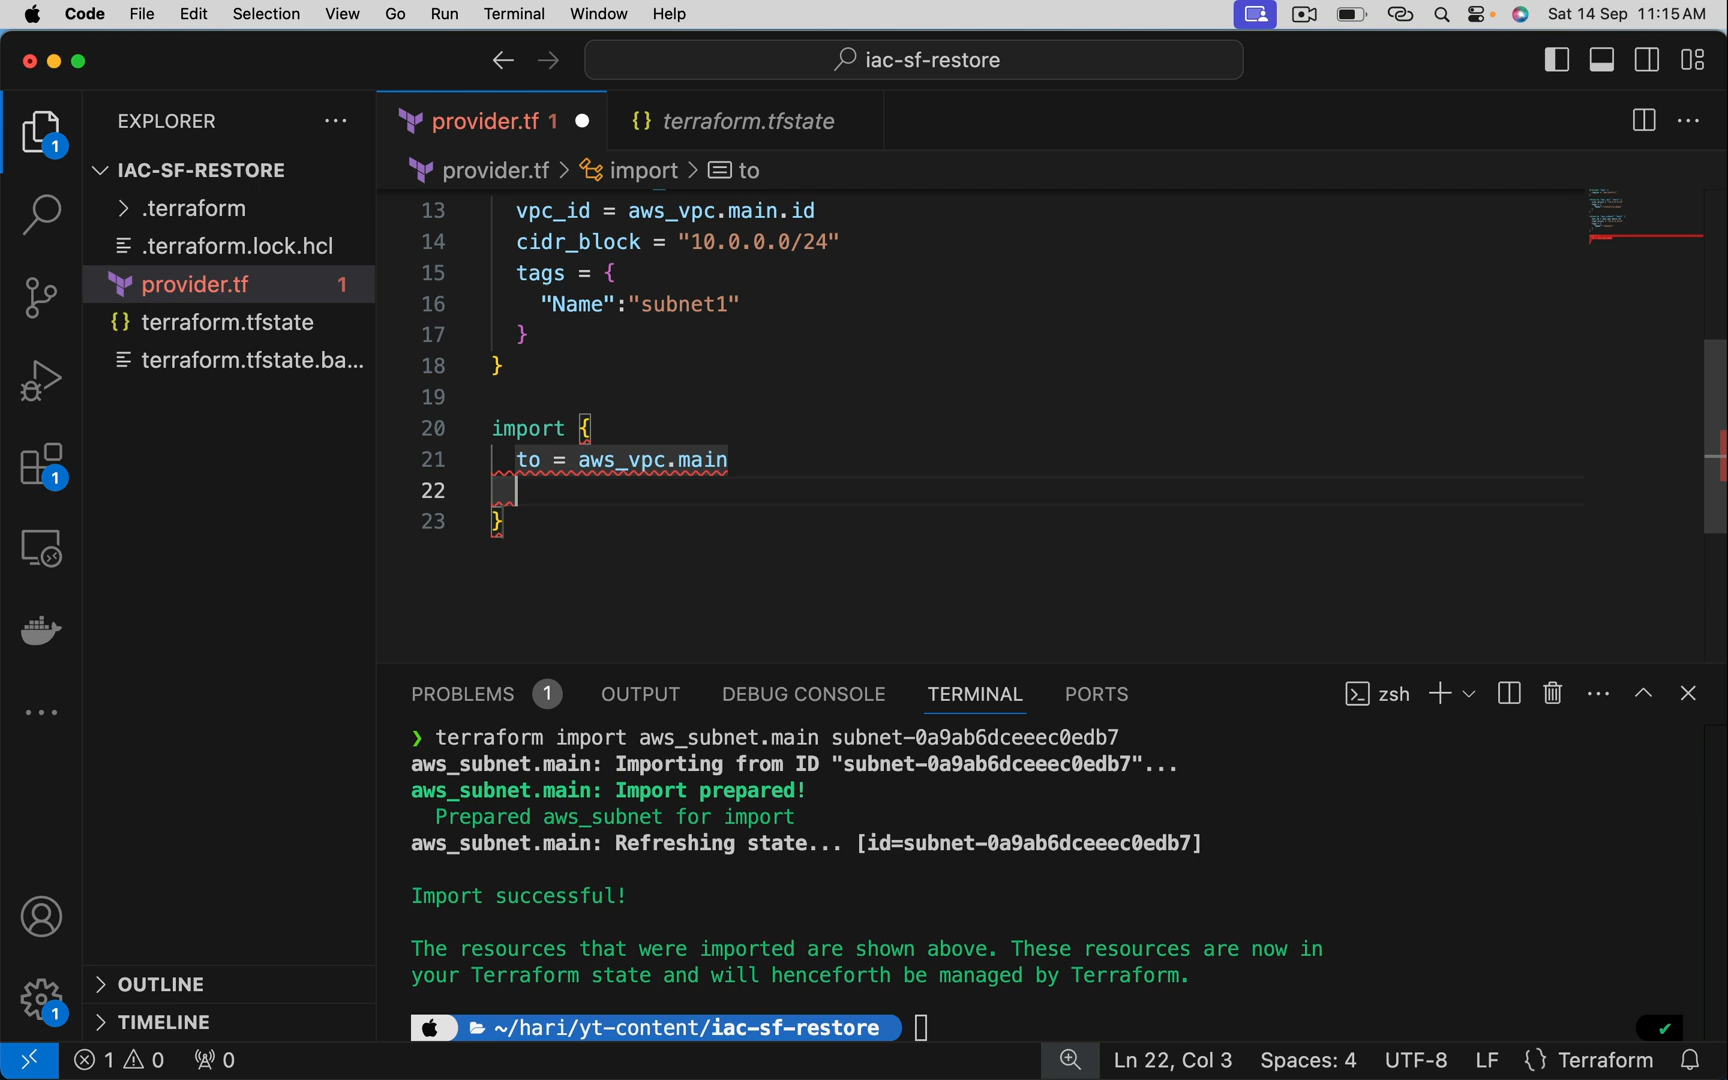 Code File Edit Selection View Go Run Terminal Window Help Sat 14 Sep 11:15 AM
iac-sf-restore
EXPLORER
IAC-SF-RESTORE
.terraform
.terraform.lock.hcl
provider.tf 1
terraform.tfstate
terraform.tfstate.ba...
OUTLINE
TIMELINE
1
1
1
provider.tf 1 {} terraform.tfstate
provider.tf > import > to
13 vpc_id = aws_vpc.main.id
14 cidr_block = "10.0.0.0/24"
15 tags = {
16 "Name":"subnet1"
17 }
18 }
19
20 import {
21 to = aws_vpc.main
22
23 }
PROBLEMS 1 OUTPUT DEBUG CONSOLE TERMINAL PORTS zsh
❯ terraform import aws_subnet.main subnet-0a9ab6dceeec0edb7
aws_subnet.main: Importing from ID "subnet-0a9ab6dceeec0edb7"...
aws_subnet.main: Import prepared!
Prepared aws_subnet for import
aws_subnet.main: Refreshing state... [id=subnet-0a9ab6dceeec0edb7]
Import successful!
The resources that were imported are shown above. These resources are now in
your Terraform state and will henceforth be managed by Terraform.
~/hari/yt-content/iac-sf-restore
1 0 0 Ln 22, Col 3 Spaces: 4 UTF-8 LF {} Terraform